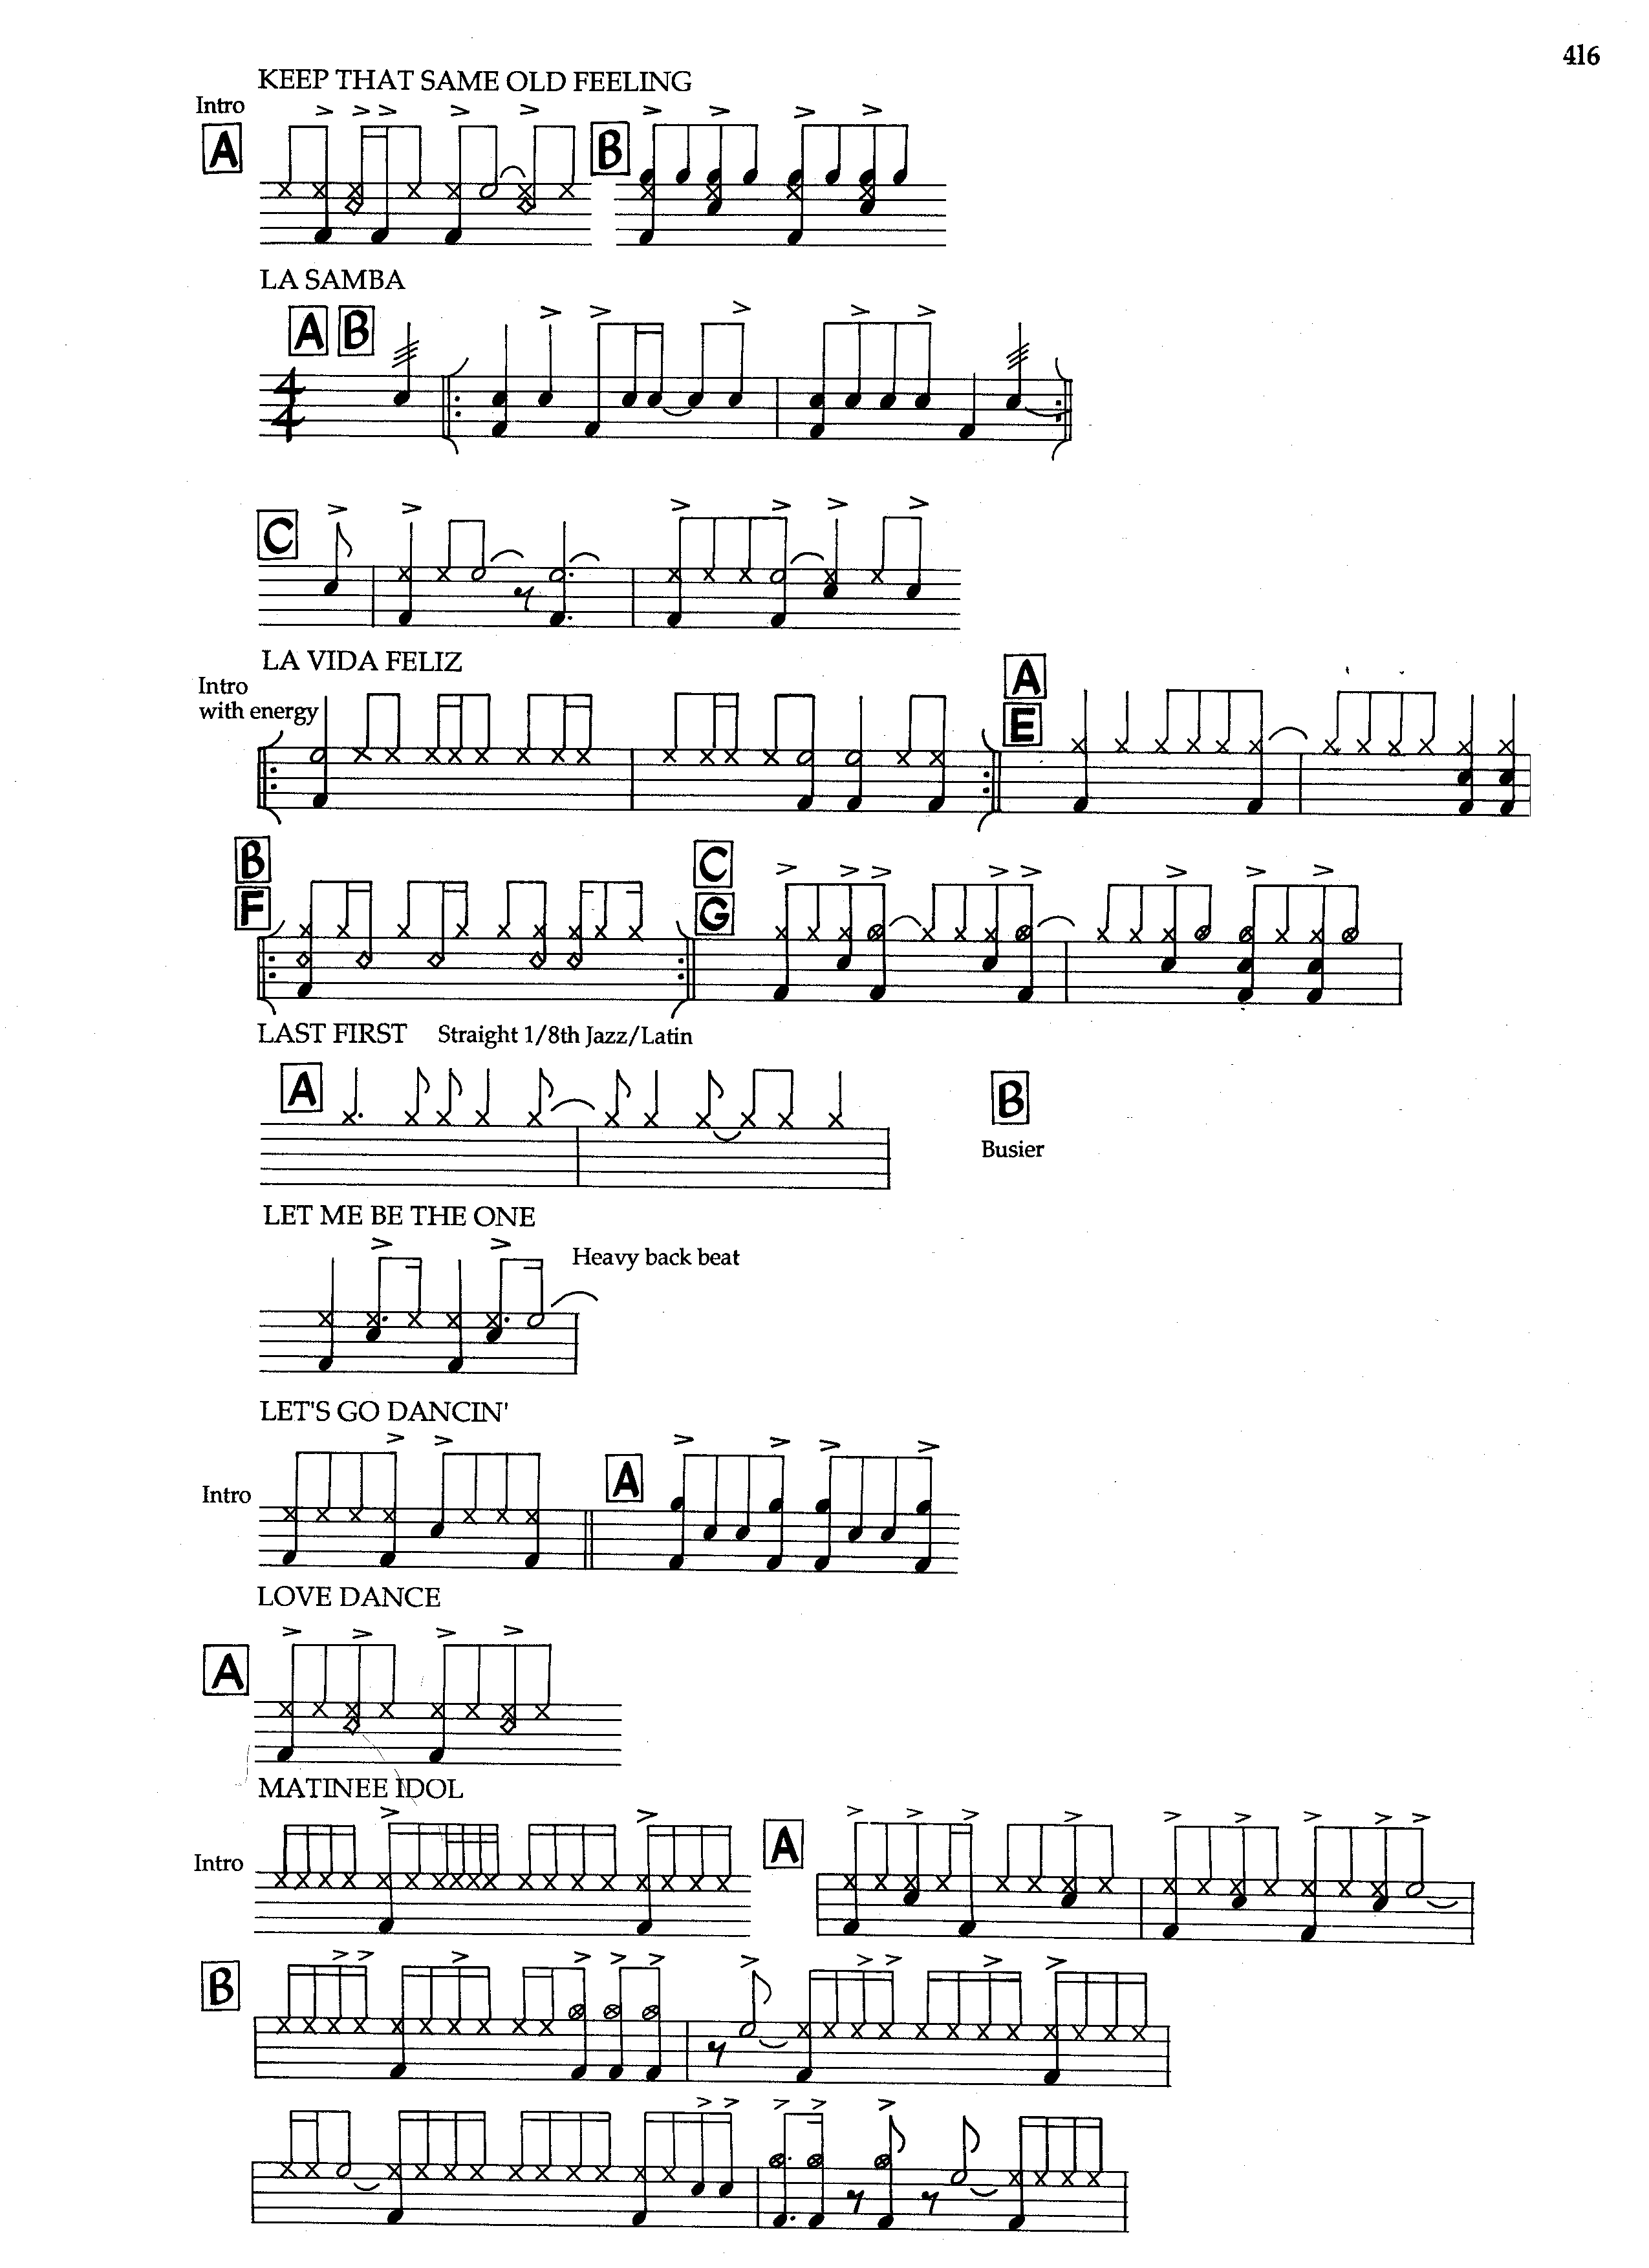 416
KEEP THAT SAME OLD FEELING
Intro
A B
LA SAMBA
A B
4
4
C
LA VIDA FELIZ
Intro
with energy
A
E
B
F
C
G
LAST FIRST Straight 1/8th Jazz/Latin
A B
Busier
LET ME BE THE ONE
Heavy back beat
LET'S GO DANCIN'
Intro A
LOVE DANCE
A
MATINEE IDOL
Intro A
B